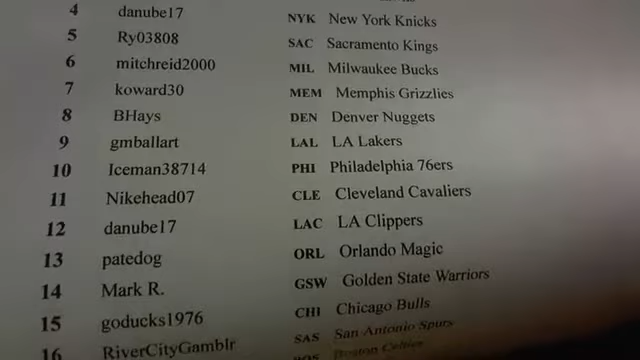 4 danube17 NYK New York Knicks
5 Ry03808 SAC Sacramento Kings
6 mitchreid2000 MIL Milwaukee Bucks
7 koward30 MEM Memphis Grizzlies
8 BHays DEN Denver Nuggets
9 gmballart LAL LA Lakers
10 Iceman38714 PHI Philadelphia 76ers
11 Nikehead07 CLE Cleveland Cavaliers
12 danube17 LAC LA Clippers
13 patedog ORL Orlando Magic
14 Mark R. GSW Golden State Warriors
15 goducks1976 CHI Chicago Bulls
16 RiverCityGamblr SAS San Antonio Spurs
BOS Boston Celtics